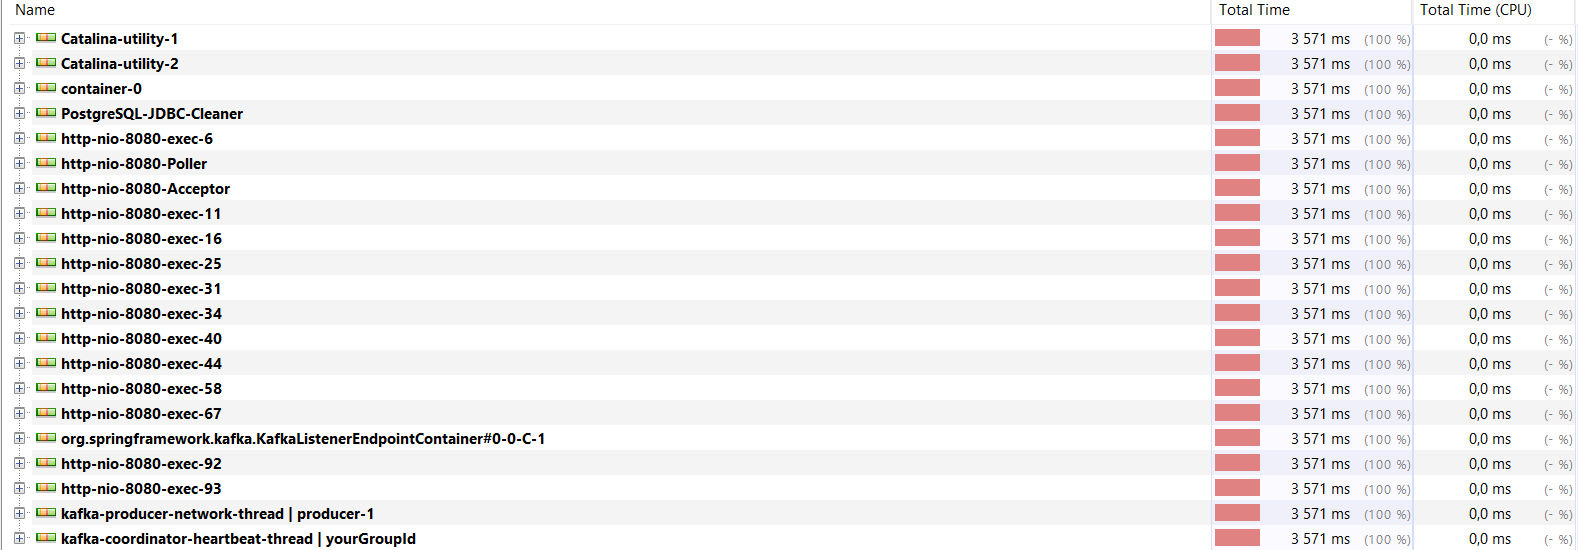 Name Total Time Total Time (CPU)
Catalina-utility-1 3 571 ms (100 %) 0,0 ms (- %)
Catalina-utility-2 3 571 ms (100 %) 0,0 ms (- %)
container-0 3 571 ms (100 %) 0,0 ms (- %)
PostgreSQL-JDBC-Cleaner 3 571 ms (100 %) 0,0 ms (- %)
http-nio-8080-exec-6 3 571 ms (100 %) 0,0 ms (- %)
http-nio-8080-Poller 3 571 ms (100 %) 0,0 ms (- %)
http-nio-8080-Acceptor 3 571 ms (100 %) 0,0 ms (- %)
http-nio-8080-exec-11 3 571 ms (100 %) 0,0 ms (- %)
http-nio-8080-exec-16 3 571 ms (100 %) 0,0 ms (- %)
http-nio-8080-exec-25 3 571 ms (100 %) 0,0 ms (- %)
http-nio-8080-exec-31 3 571 ms (100 %) 0,0 ms (- %)
http-nio-8080-exec-34 3 571 ms (100 %) 0,0 ms (- %)
http-nio-8080-exec-40 3 571 ms (100 %) 0,0 ms (- %)
http-nio-8080-exec-44 3 571 ms (100 %) 0,0 ms (- %)
http-nio-8080-exec-58 3 571 ms (100 %) 0,0 ms (- %)
http-nio-8080-exec-67 3 571 ms (100 %) 0,0 ms (- %)
org.springframework.kafka.KafkaListenerEndpointContainer#0-0-C-1 3 571 ms (100 %) 0,0 ms (- %)
http-nio-8080-exec-92 3 571 ms (100 %) 0,0 ms (- %)
http-nio-8080-exec-93 3 571 ms (100 %) 0,0 ms (- %)
kafka-producer-network-thread | producer-1 3 571 ms (100 %) 0,0 ms (- %)
kafka-coordinator-heartbeat-thread | yourGroupId 3 571 ms (100 %) 0,0 ms (- %)